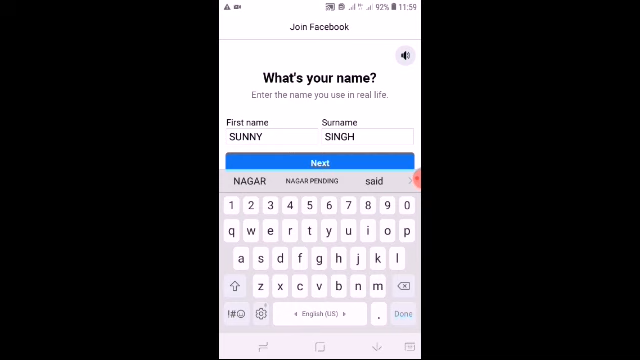 92% 11:59
Join Facebook
What's your name?
Enter the name you use in real life.
First name Surname
SUNNY SINGH
Next
NAGAR NAGAR PENDING said
1 2 3 4 5 6 7 8 9 0
q w e r t y u i o p
a s d f g h j k l
z x c v b n m
!#☺ English (US) . Done